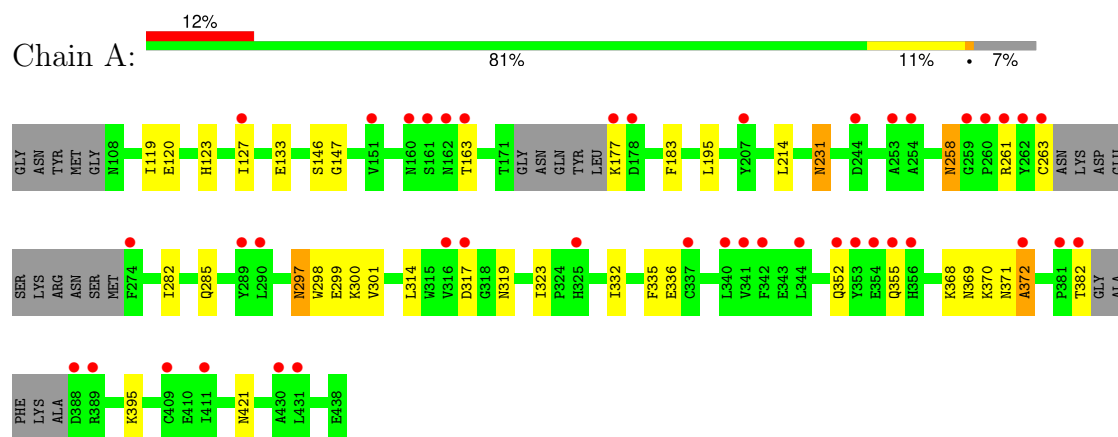 12%
Chain A:
81% 11% • 7%
GLY ASN TYR MET GLY N108 I119 E120 H123 I127 E133 S146 G147 V151 N160 S161 N162 T163 T171 GLY ASN GLN TYR LEU K177 D178 F183 L195 Y207 L214 N231 D244 A253 A254 N258 G259 P260 R261 Y262 C263 ASN LYS ASP GLU
SER LYS ARG ASN SER MET F274 I282 Q285 Y289 L290 N297 W298 E299 K300 V301 L314 W315 V316 D317 G318 N319 I323 P324 H325 I332 F335 E336 C337 L340 V341 F342 E343 L344 Q352 Y353 E354 Q355 H356 K368 N369 K370 N371 A372 P381 T382 GLY ALA
PHE LYS ALA D388 R389 K395 C409 E410 I411 N421 A430 L431 E438